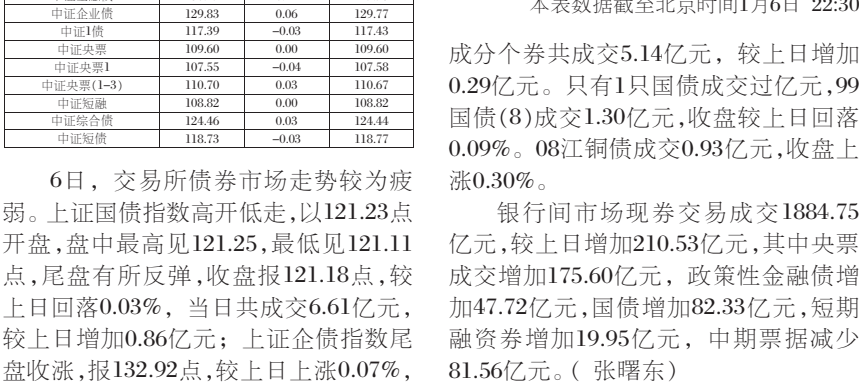 中证企业债 129.83 0.06 129.77
中证1债 117.39 -0.03 117.43
中证央票 109.60 0.00 109.60
中证央票1 107.55 -0.04 107.58
中证央票(1-3) 110.70 0.03 110.67
中证短融 108.82 0.00 108.82
中证综合债 124.46 0.03 124.44
中证短债 118.73 -0.03 118.77
6日，交易所债券市场走势较为疲
弱。上证国债指数高开低走,以121.23点
开盘,盘中最高见121.25,最低见121.11
点,尾盘有所反弹,收盘报121.18点,较
上日回落0.03%，当日共成交6.61亿元,
较上日增加0.86亿元；上证企债指数尾
盘收涨,报132.92点,较上日上涨0.07%,
本表数据截至北京时间1月6日 22:30
成分个券共成交5.14亿元，较上日增加
0.29亿元。只有1只国债成交过亿元,99
国债(8)成交1.30亿元,收盘较上日回落
0.09%。08江铜债成交0.93亿元,收盘上
涨0.30%。
银行间市场现券交易成交1884.75
亿元,较上日增加210.53亿元,其中央票
成交增加175.60亿元，政策性金融债增
加47.72亿元,国债增加82.33亿元,短期
融资券增加19.95亿元，中期票据减少
81.56亿元。( 张曙东)